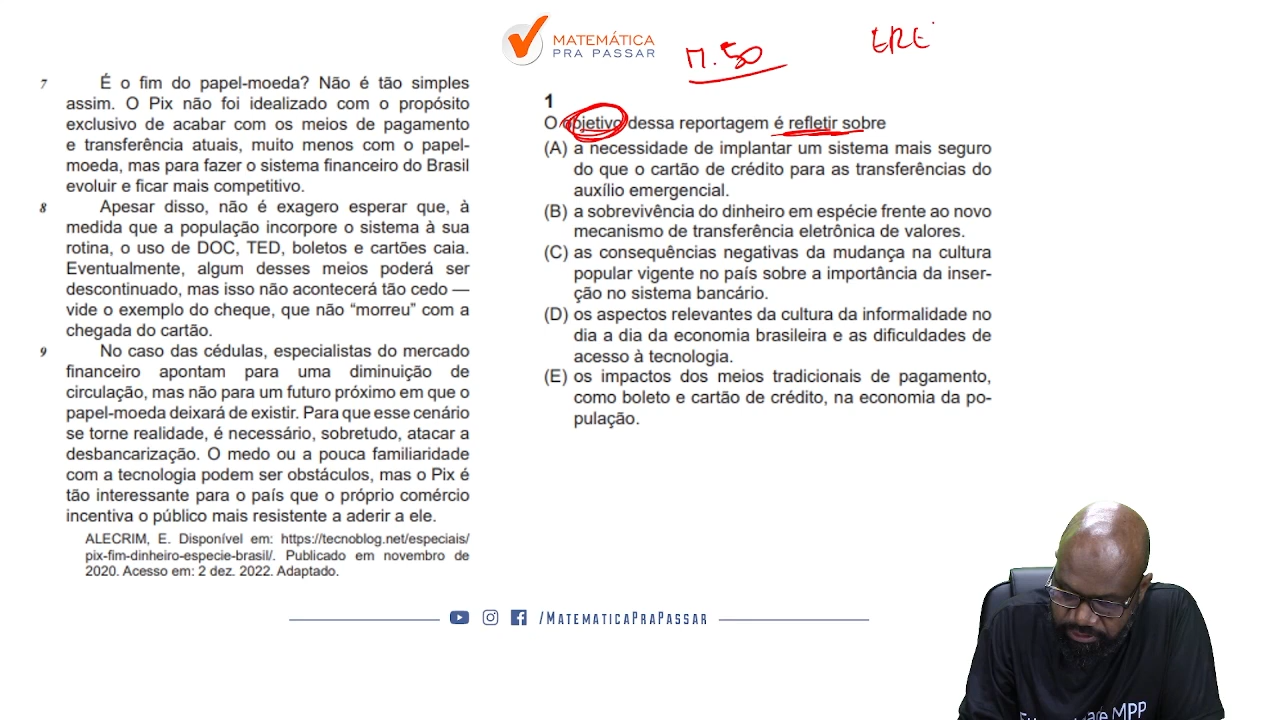 MATEMÁTICA
PRA PASSAR
17.50
ERE
7 É o fim do papel-moeda? Não é tão simples
assim. O Pix não foi idealizado com o propósito
exclusivo de acabar com os meios de pagamento
e transferência atuais, muito menos com o papel-
moeda, mas para fazer o sistema financeiro do Brasil
evoluir e ficar mais competitivo.
8 Apesar disso, não é exagero esperar que, à
medida que a população incorpore o sistema à sua
rotina, o uso de DOC, TED, boletos e cartões caia.
Eventualmente, algum desses meios poderá ser
descontinuado, mas isso não acontecerá tão cedo —
vide o exemplo do cheque, que não “morreu” com a
chegada do cartão.
9 No caso das cédulas, especialistas do mercado
financeiro apontam para uma diminuição de
circulação, mas não para um futuro próximo em que o
papel-moeda deixará de existir. Para que esse cenário
se torne realidade, é necessário, sobretudo, atacar a
desbancarização. O medo ou a pouca familiaridade
com a tecnologia podem ser obstáculos, mas o Pix é
tão interessante para o país que o próprio comércio
incentiva o público mais resistente a aderir a ele.
ALECRIM, E. Disponível em: https://tecnoblog.net/especiais/
pix-fim-dinheiro-especie-brasil/. Publicado em novembro de
2020. Acesso em: 2 dez. 2022. Adaptado.
1
O objetivo dessa reportagem é refletir sobre
(A) a necessidade de implantar um sistema mais seguro
do que o cartão de crédito para as transferências do
auxílio emergencial.
(B) a sobrevivência do dinheiro em espécie frente ao novo
mecanismo de transferência eletrônica de valores.
(C) as consequências negativas da mudança na cultura
popular vigente no país sobre a importância da inser-
ção no sistema bancário.
(D) os aspectos relevantes da cultura da informalidade no
dia a dia da economia brasileira e as dificuldades de
acesso à tecnologia.
(E) os impactos dos meios tradicionais de pagamento,
como boleto e cartão de crédito, na economia da po-
pulação.
/MATEMATICAPRAPASSAR
MPP